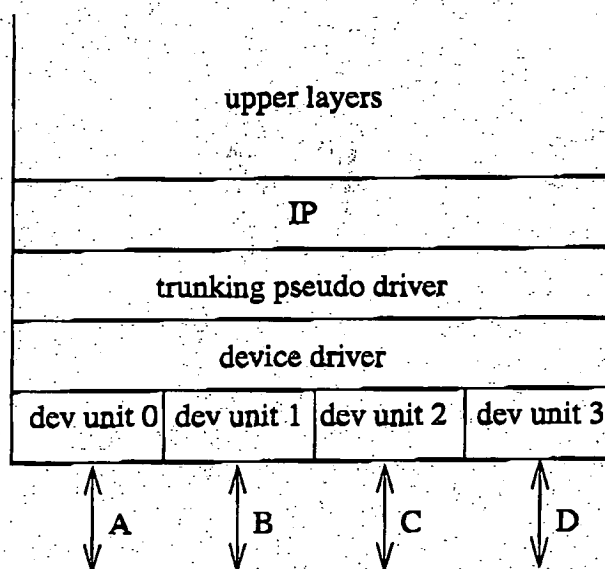 upper layers
IP
trunking pseudo driver
device driver
dev unit 0 dev unit 1 dev unit 2 dev unit 3
A B C D